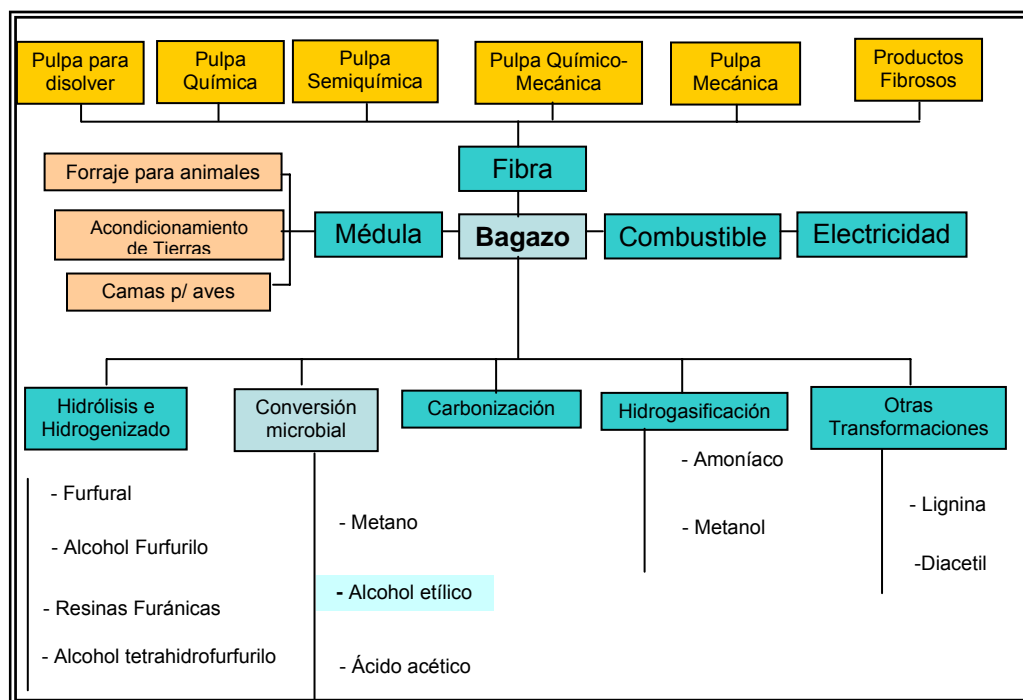 Pulpa para
disolver
Pulpa
Química
Pulpa
Semiquímica
Pulpa Químico-
Mecánica
Pulpa
Mecánica
Productos
Fibrosos
Fibra
Forraje para animales
Acondicionamiento
de Tierras
Camas p/ aves
Médula
Bagazo
Combustible
Electricidad
Hidrólisis e
Hidrogenizado
Conversión
microbial
Carbonización
Hidrogasificación
Otras
Transformaciones
- Furfural
- Alcohol Furfurilo
- Resinas Furánicas
- Alcohol tetrahidrofurfurilo
- Metano
- Alcohol etílico
- Ácido acético
- Amoníaco
- Metanol
- Lignina
-Diacetil